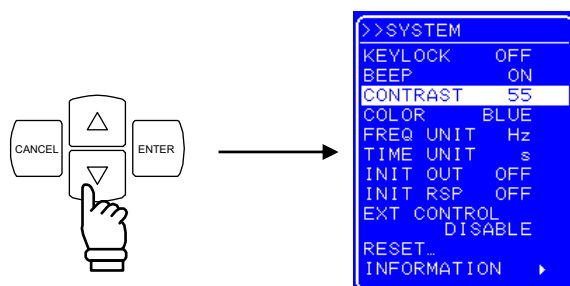 CANCEL
ENTER
>>SYSTEM
KEYLOCK OFF
BEEP ON
CONTRAST 55
COLOR BLUE
FREQ UNIT Hz
TIME UNIT s
INIT OUT OFF
INIT RSP OFF
EXT CONTROL
DISABLE
RESET…
INFORMATION